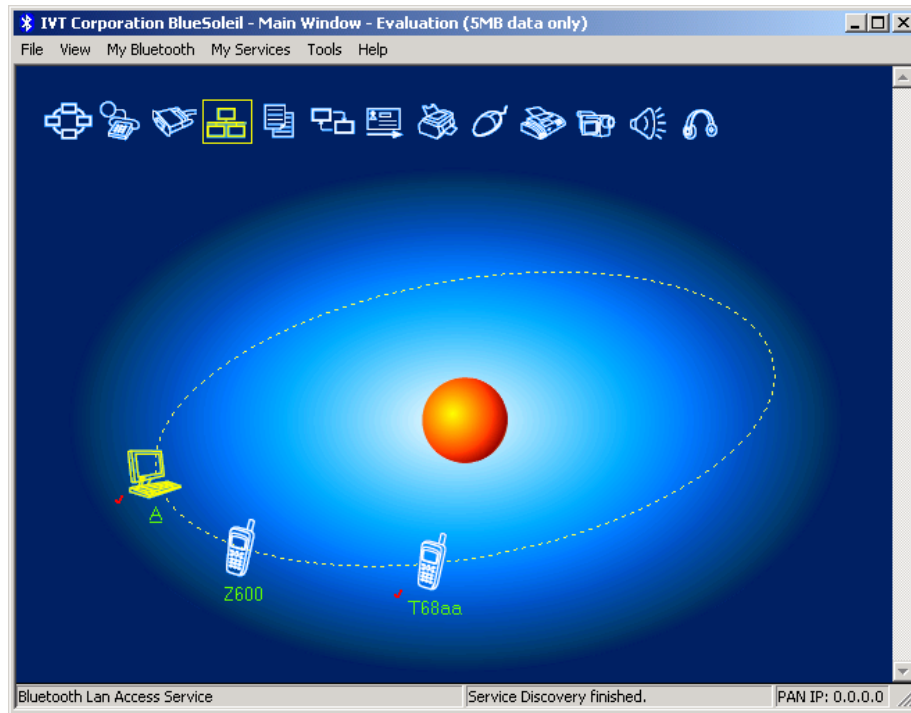 IVT Corporation BlueSoleil - Main Window - Evaluation (5MB data only)
File View My Bluetooth My Services Tools Help
A
Z600
T68aa
Bluetooth Lan Access Service Service Discovery finished. PAN IP: 0.0.0.0